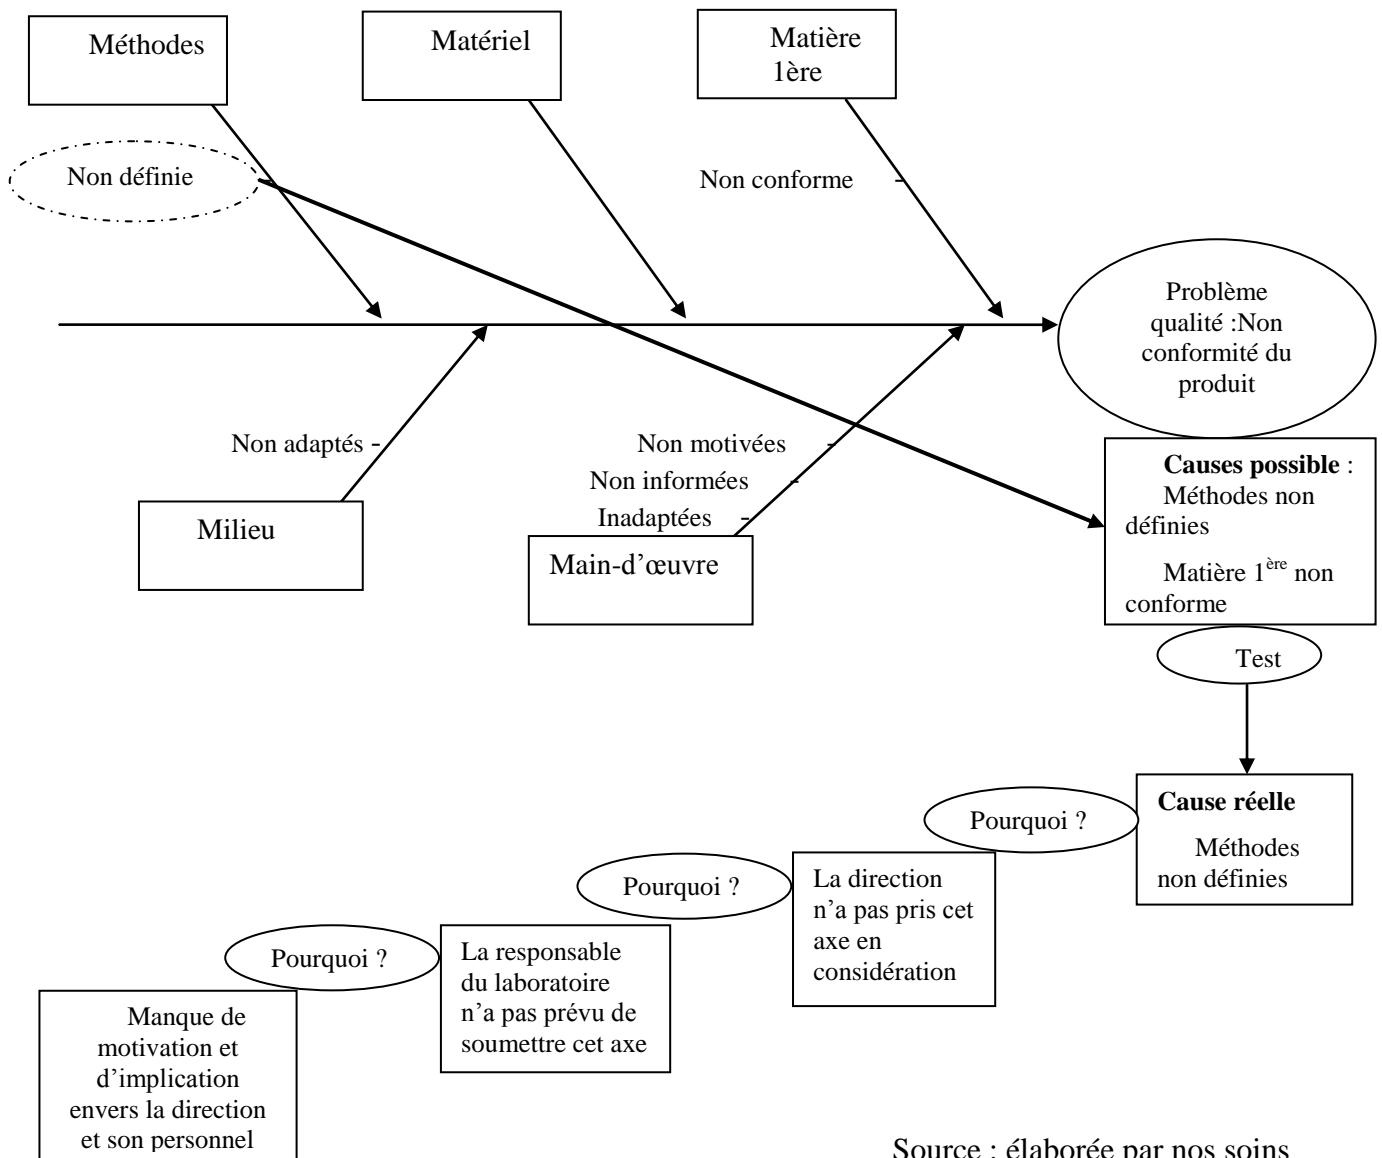 Méthodes
Matériel
Matière
1ère
Non définie
Non conforme -
Problème
qualité :Non
conformité du
produit
Non adaptés -
Non motivées -
Non informées -
Inadaptées -
Milieu
Main-d’œuvre
Causes possible :
Méthodes non
définies
Matière 1ère non
conforme
Test
Cause réelle
Méthodes
non définies
Pourquoi ?
La direction
n’a pas pris cet
axe en
considération
Pourquoi ?
La responsable
du laboratoire
n’a pas prévu de
soumettre cet axe
Pourquoi ?
Manque de
motivation et
d’implication
envers la direction
et son personnel
Source : élaborée par nos soins